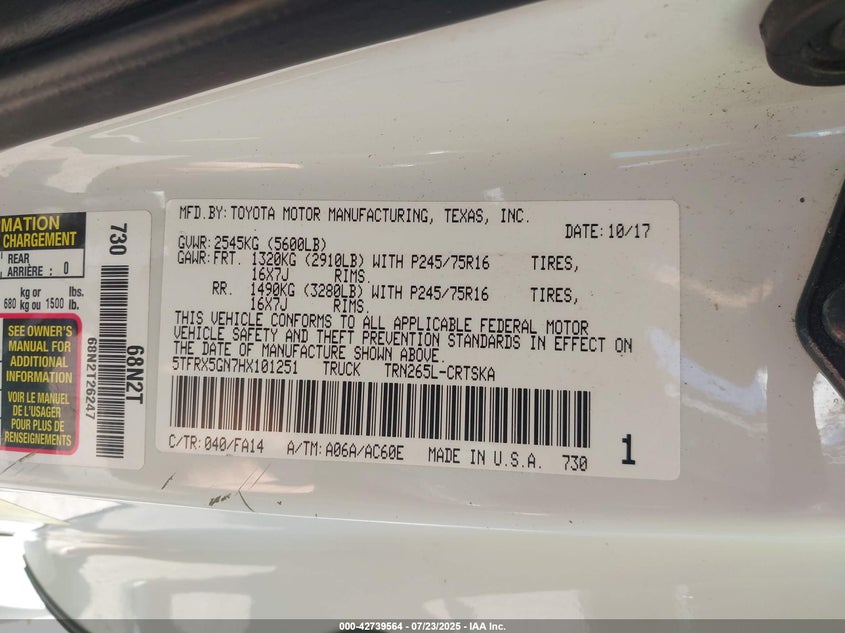 MATION
CHARGEMENT
REAR
ARRIÈRE : 0
kg or lbs.
680 kg ou 1500 lb.
SEE OWNER'S
MANUAL FOR
ADDITIONAL
INFORMATION
VOIR LE MANUEL
DE L'USAGER
POUR PLUS DE
RENSEIGNEMENTS
730
68N2T
68N2T26247
MFD.BY:TOYOTA MOTOR MANUFACTURING, TEXAS, INC.
DATE:10/17
GVWR:2545KG (5600LB)
GAWR:FRT. 1320KG (2910LB) WITH P245/75R16 TIRES,
16X7J RIMS.
RR. 1490KG (3280LB) WITH P245/75R16 TIRES,
16X7J RIMS.
THIS VEHICLE CONFORMS TO ALL APPLICABLE FEDERAL MOTOR
VEHICLE SAFETY AND THEFT PREVENTION STANDARDS IN EFFECT ON
THE DATE OF MANUFACTURE SHOWN ABOVE.
5TFRX5GN7HX101251 TRUCK TRN265L-CRTSKA
C/TR:040/FA14 A/TM:A06A/AC60E MADE IN U.S.A. 730
1
000-42739564 - 07/23/2025 - IAA Inc.